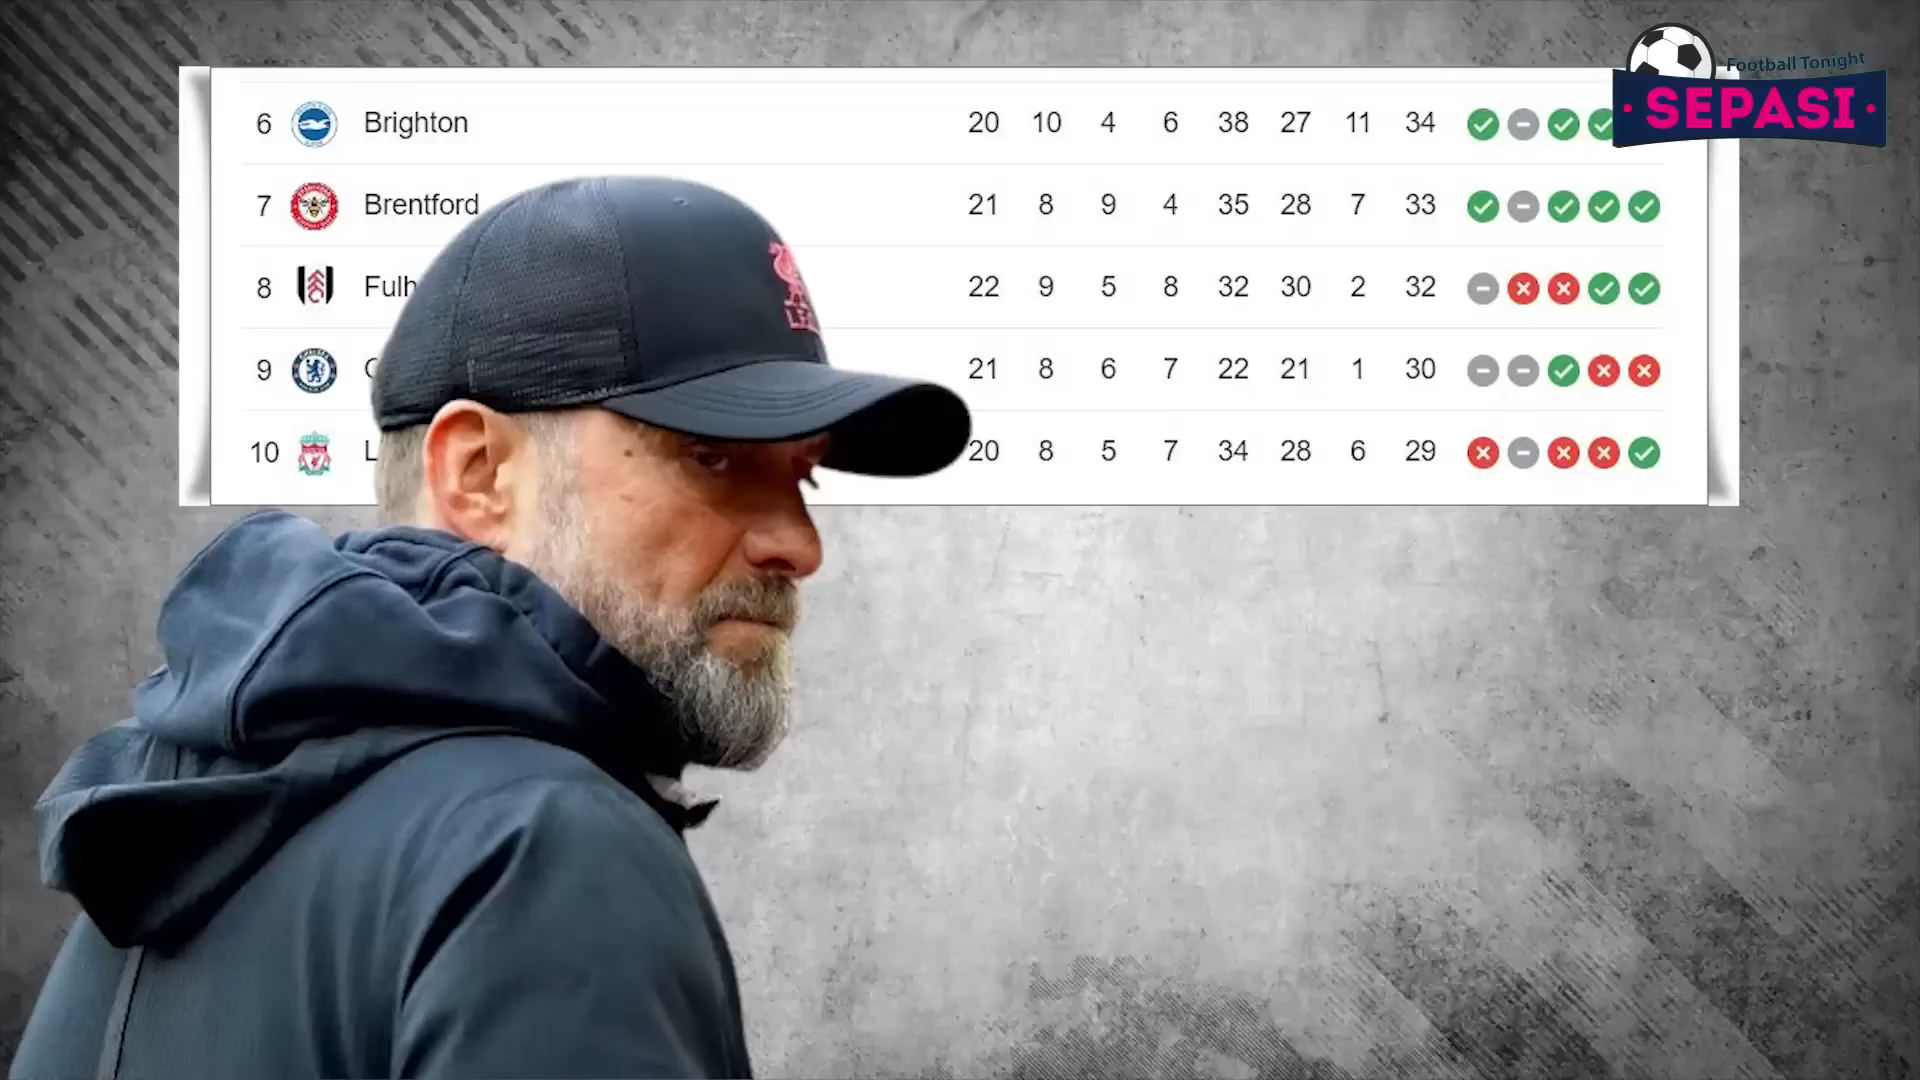 Football Tonight
SEPASI
6 Brighton 20 10 4 6 38 27 11 34
7 Brentford 21 8 9 4 35 28 7 33
8 Fulh 22 9 5 8 32 30 2 32
9 21 8 6 7 22 21 1 30
10 L 20 8 5 7 34 28 6 29